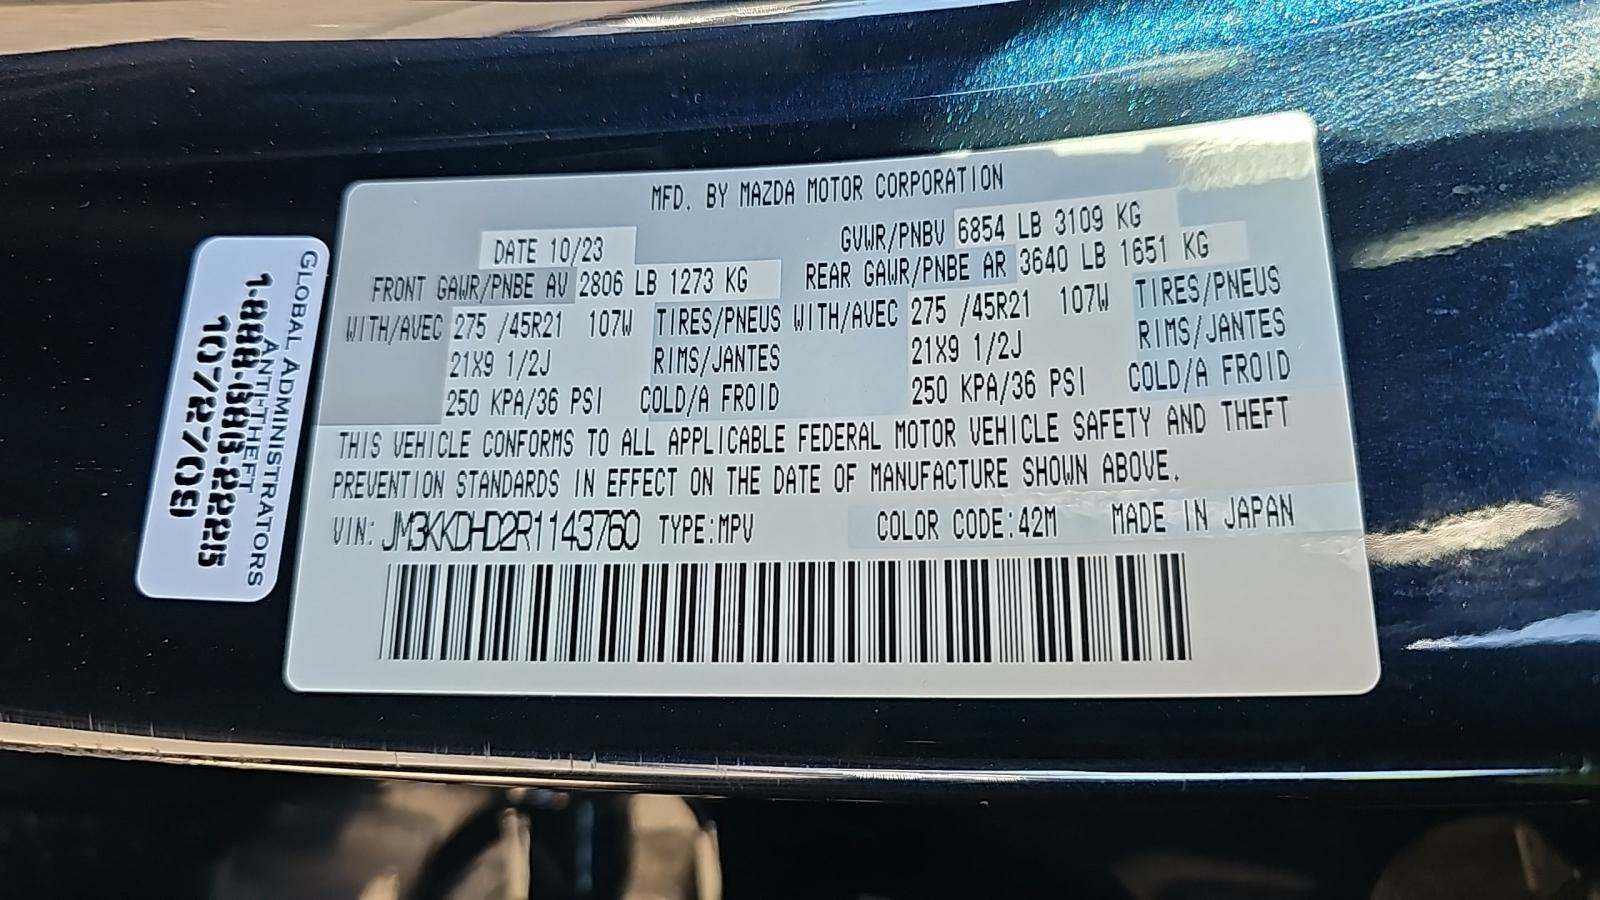 MFD. BY MAZDA MOTOR CORPORATION
DATE 10/23 GVWR/PNBV 6854 LB 3109 KG
FRONT GAWR/PNBE AV 2806 LB 1273 KG REAR GAWR/PNBE AR 3640 LB 1651 KG
WITH/AVEC 275 /45R21 107W TIRES/PNEUS WITH/AVEC 275 /45R21 107W TIRES/PNEUS
21X9 1/2J RIMS/JANTES 21X9 1/2J RIMS/JANTES
250 KPA/36 PSI COLD/A FROID 250 KPA/36 PSI COLD/A FROID
THIS VEHICLE CONFORMS TO ALL APPLICABLE FEDERAL MOTOR VEHICLE SAFETY AND THEFT
PREVENTION STANDARDS IN EFFECT ON THE DATE OF MANUFACTURE SHOWN ABOVE.
VIN: JM3KKDHD2R1143760 TYPE:MPV COLOR CODE:42M MADE IN JAPAN
GLOBAL ADMINISTRATORS
ANTI-THEFT